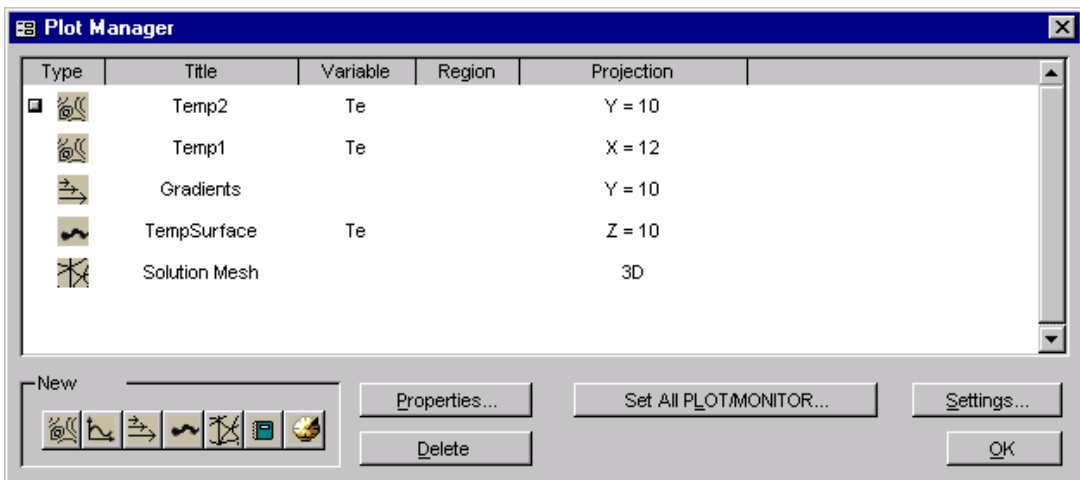 Plot Manager
Type Title Variable Region Projection
Temp2 Te Y = 10
Temp1 Te X = 12
Gradients Y = 10
TempSurface Te Z = 10
Solution Mesh 3D
New
Properties... Set All PLOT/MONITOR... Settings...
Delete OK